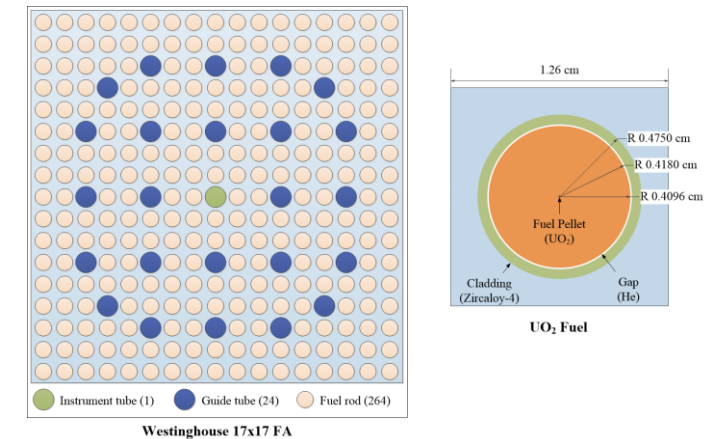 Instrument tube (1) Guide tube (24) Fuel rod (264)
Westinghouse 17x17 FA
1.26 cm
R 0.4750 cm
R 0.4180 cm
R 0.4096 cm
Fuel Pellet
(UO₂)
Cladding
(Zircaloy-4)
Gap
(He)
UO₂ Fuel